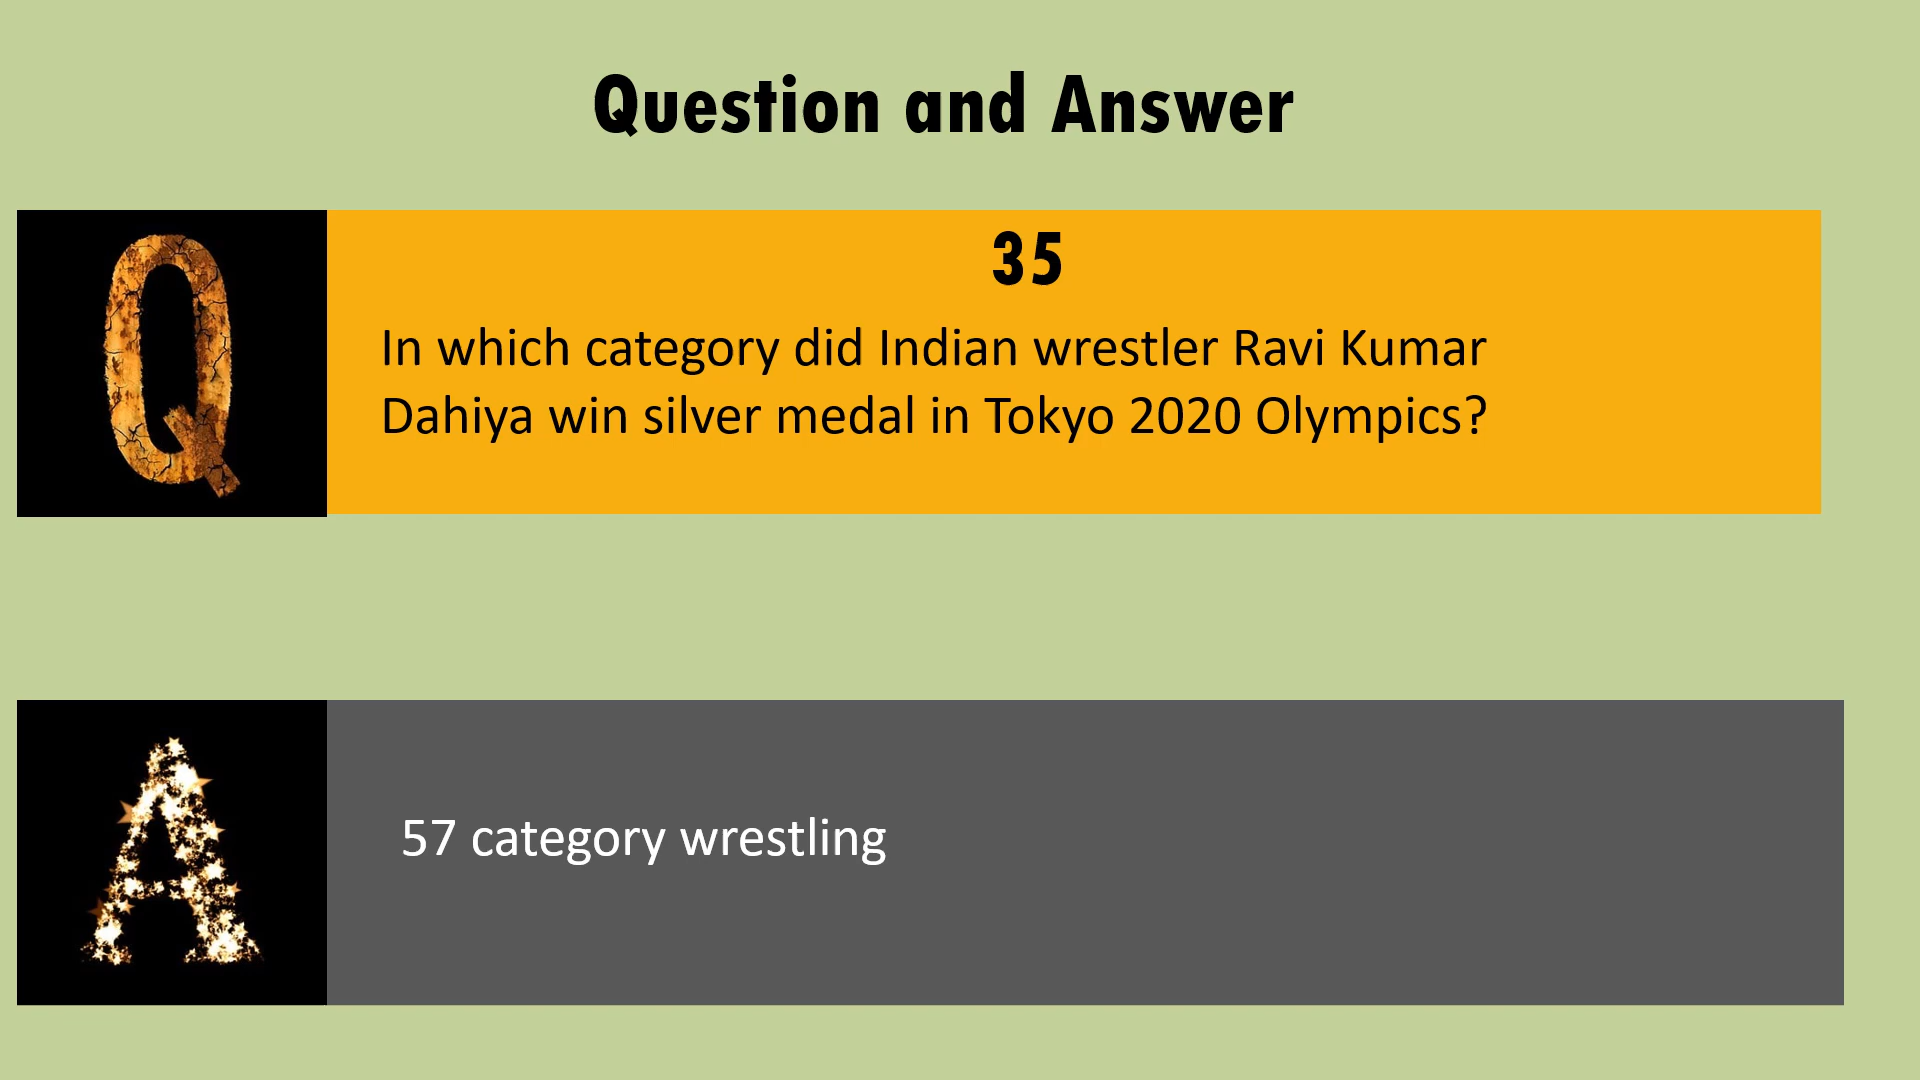 Question and Answer
Q
35
In which category did Indian wrestler Ravi Kumar
Dahiya win silver medal in Tokyo 2020 Olympics?
A
57 category wrestling